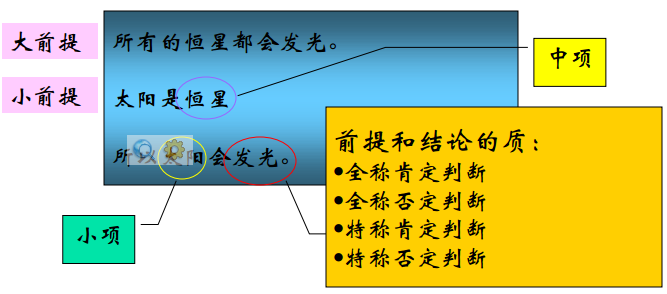 大前提
所有的恒星都会发光。
小前提
太阳是恒星
中项
所以太阳会发光。
小项
前提和结论的质:
•全称肯定判断
•全称否定判断
•特称肯定判断
•特称否定判断